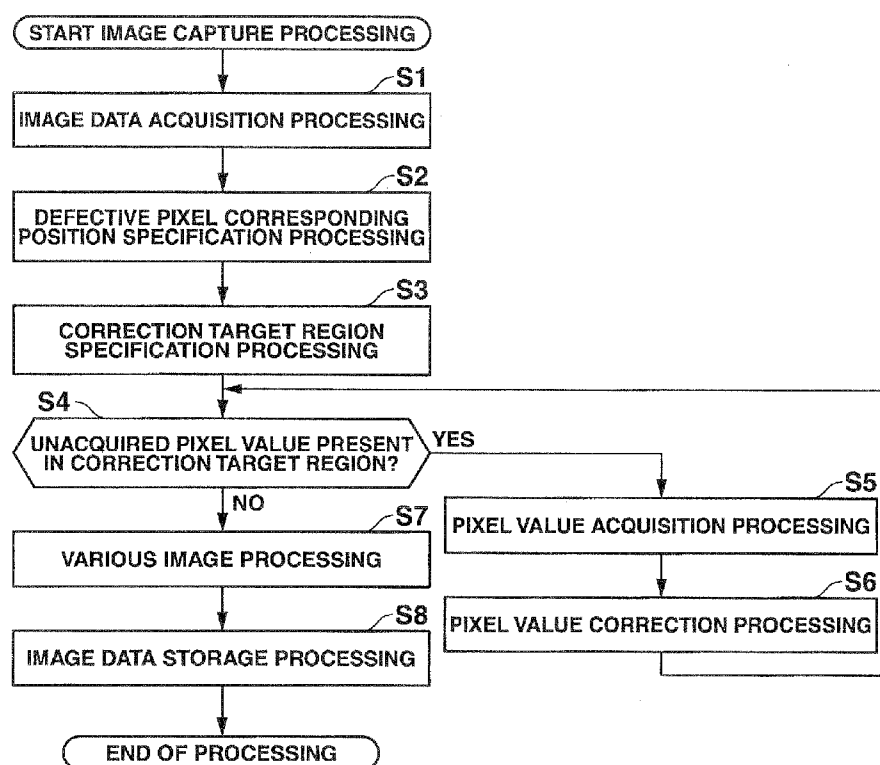 START IMAGE CAPTURE PROCESSING
S1
IMAGE DATA ACQUISITION PROCESSING
S2
DEFECTIVE PIXEL CORRESPONDING
POSITION SPECIFICATION PROCESSING
S3
CORRECTION TARGET REGION
SPECIFICATION PROCESSING
S4
UNACQUIRED PIXEL VALUE PRESENT
IN CORRECTION TARGET REGION?
YES
NO
S5
PIXEL VALUE ACQUISITION PROCESSING
S6
PIXEL VALUE CORRECTION PROCESSING
S7
VARIOUS IMAGE PROCESSING
S8
IMAGE DATA STORAGE PROCESSING
END OF PROCESSING